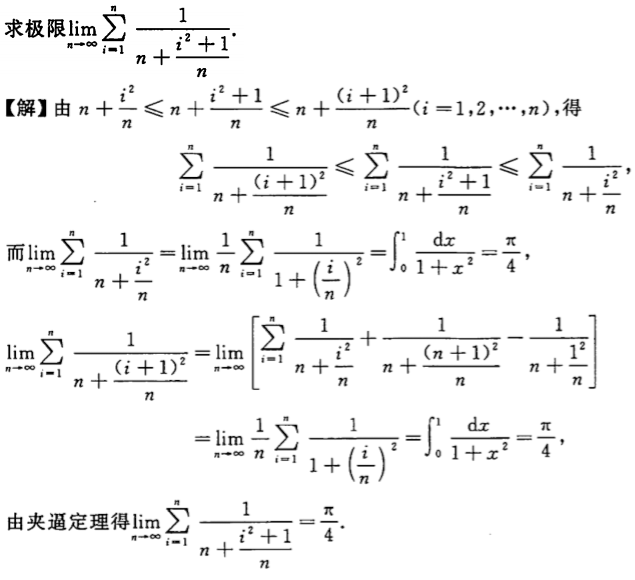 求极限$\lim_{n\to\infty}\sum_{i=1}^{n}\frac{1}{n+\frac{i^2+1}{n}}$.
【解】由 $n+\frac{i^2}{n}\leqslant n+\frac{i^2+1}{n}\leqslant n+\frac{(i+1)^2}{n}(i=1,2,\cdots,n)$,得
$\sum_{i=1}^{n}\frac{1}{n+\frac{(i+1)^2}{n}}\leqslant\sum_{i=1}^{n}\frac{1}{n+\frac{i^2+1}{n}}\leqslant\sum_{i=1}^{n}\frac{1}{n+\frac{i^2}{n}}$,
而$\lim_{n\to\infty}\sum_{i=1}^{n}\frac{1}{n+\frac{i^2}{n}}=\lim_{n\to\infty}\frac{1}{n}\sum_{i=1}^{n}\frac{1}{1+\left(\frac{i}{n}\right)^2}=\int_0^1\frac{dx}{1+x^2}=\frac{\pi}{4}$,
$\lim_{n\to\infty}\sum_{i=1}^{n}\frac{1}{n+\frac{(i+1)^2}{n}}=\lim_{n\to\infty}\left[\sum_{i=1}^{n}\frac{1}{n+\frac{i^2}{n}}+\frac{1}{n+\frac{(n+1)^2}{n}}-\frac{1}{n+\frac{1^2}{n}}\right]$
$=\lim_{n\to\infty}\frac{1}{n}\sum_{i=1}^{n}\frac{1}{1+\left(\frac{i}{n}\right)^2}=\int_0^1\frac{dx}{1+x^2}=\frac{\pi}{4}$,
由夹逼定理得$\lim_{n\to\infty}\sum_{i=1}^{n}\frac{1}{n+\frac{i^2+1}{n}}=\frac{\pi}{4}$.